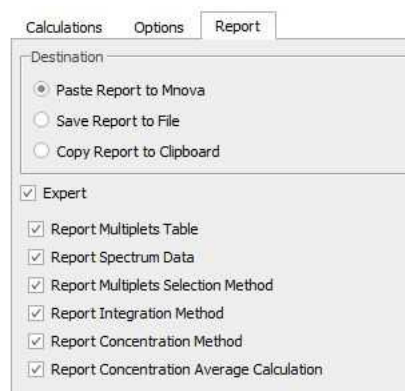 Calculations Options Report
Destination
Paste Report to Mnova
Save Report to File
Copy Report to Clipboard
Expert
Report Multiplets Table
Report Spectrum Data
Report Multiplets Selection Method
Report Integration Method
Report Concentration Method
Report Concentration Average Calculation